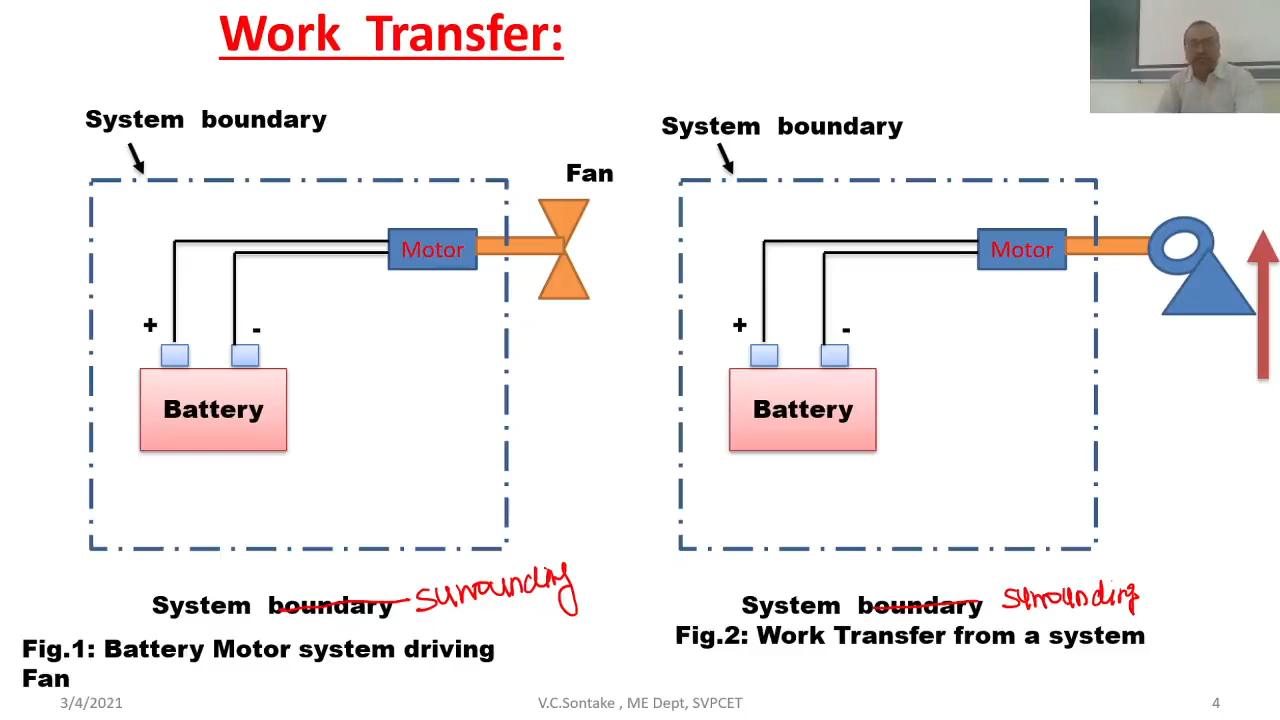 Work Transfer:
System boundary
Fan
Motor
+
-
Battery
System boundary surrounding
Fig.1: Battery Motor system driving
Fan
System boundary
Motor
+
-
Battery
System boundary surrounding
Fig.2: Work Transfer from a system
3/4/2021
V.C.Sontake , ME Dept, SVPCET
4